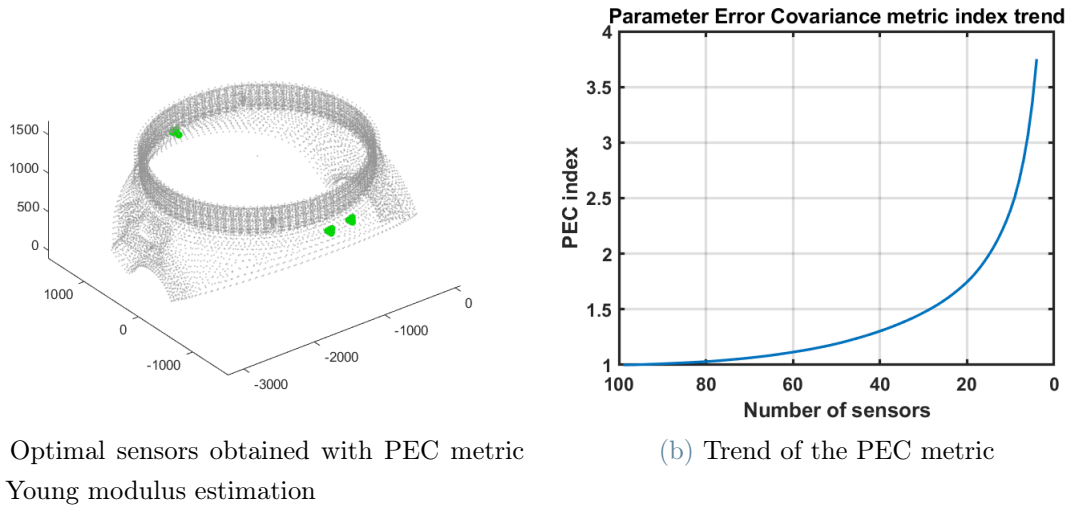 1500
1000
500
0
1000
0
-1000
-3000
-2000
-1000
0
Optimal sensors obtained with PEC metric
Young modulus estimation
Parameter Error Covariance metric index trend
4
3.5
3
2.5
2
1.5
1
PEC index
100 80 60 40 20 0
Number of sensors
(b) Trend of the PEC metric